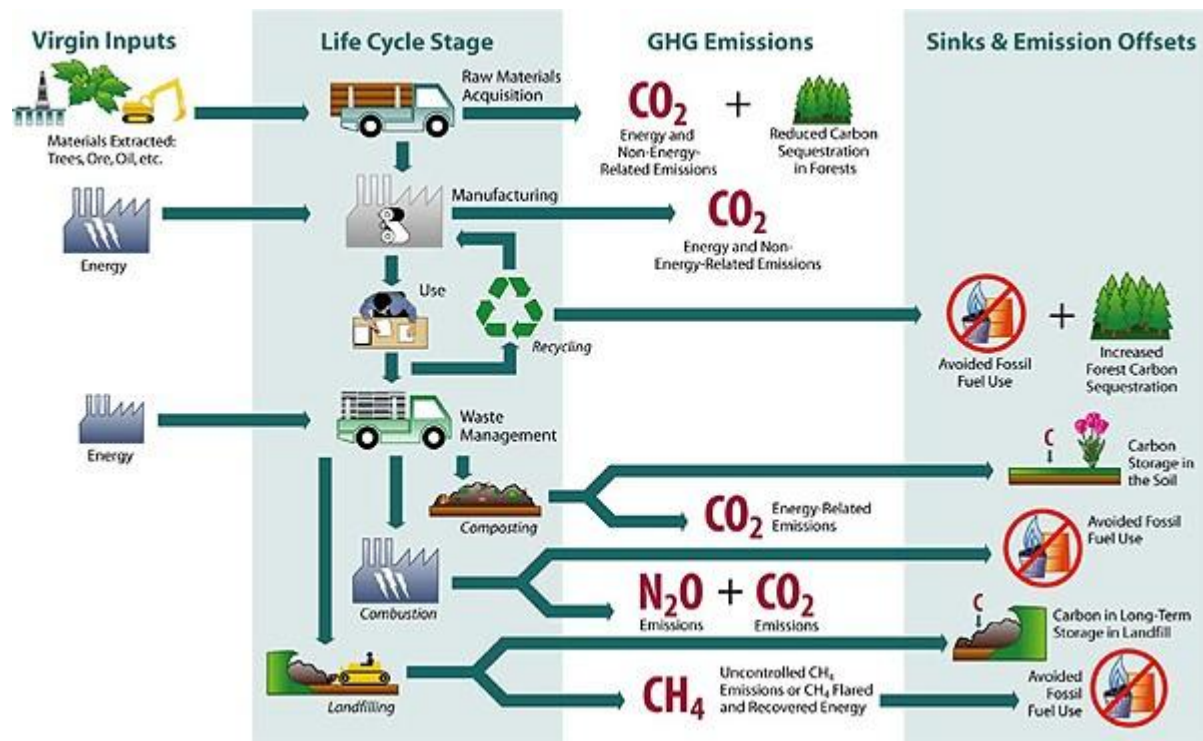 Virgin Inputs
Life Cycle Stage
GHG Emissions
Sinks & Emission Offsets
Materials Extracted:
Trees, Ore, Oil, etc.
Raw Materials
Acquisition
CO₂
Energy and
Non-Energy-
Related Emissions
+
Reduced Carbon
Sequestration
in Forests
Energy
Manufacturing
CO₂
Energy and Non-
Energy-Related Emissions
Use
Recycling
Avoided Fossil
Fuel Use
+
Increased
Forest Carbon
Sequestration
Energy
Waste
Management
Composting
C
Carbon
Storage in
the Soil
CO₂
Energy-Related
Emissions
Combustion
Avoided Fossil
Fuel Use
N₂O + CO₂
Emissions
Emissions
Landfilling
C
Carbon in Long-Term
Storage in Landfill
CH₄
Uncontrolled CH₄
Emissions or CH₄ Flared
and Recovered Energy
Avoided
Fossil
Fuel Use